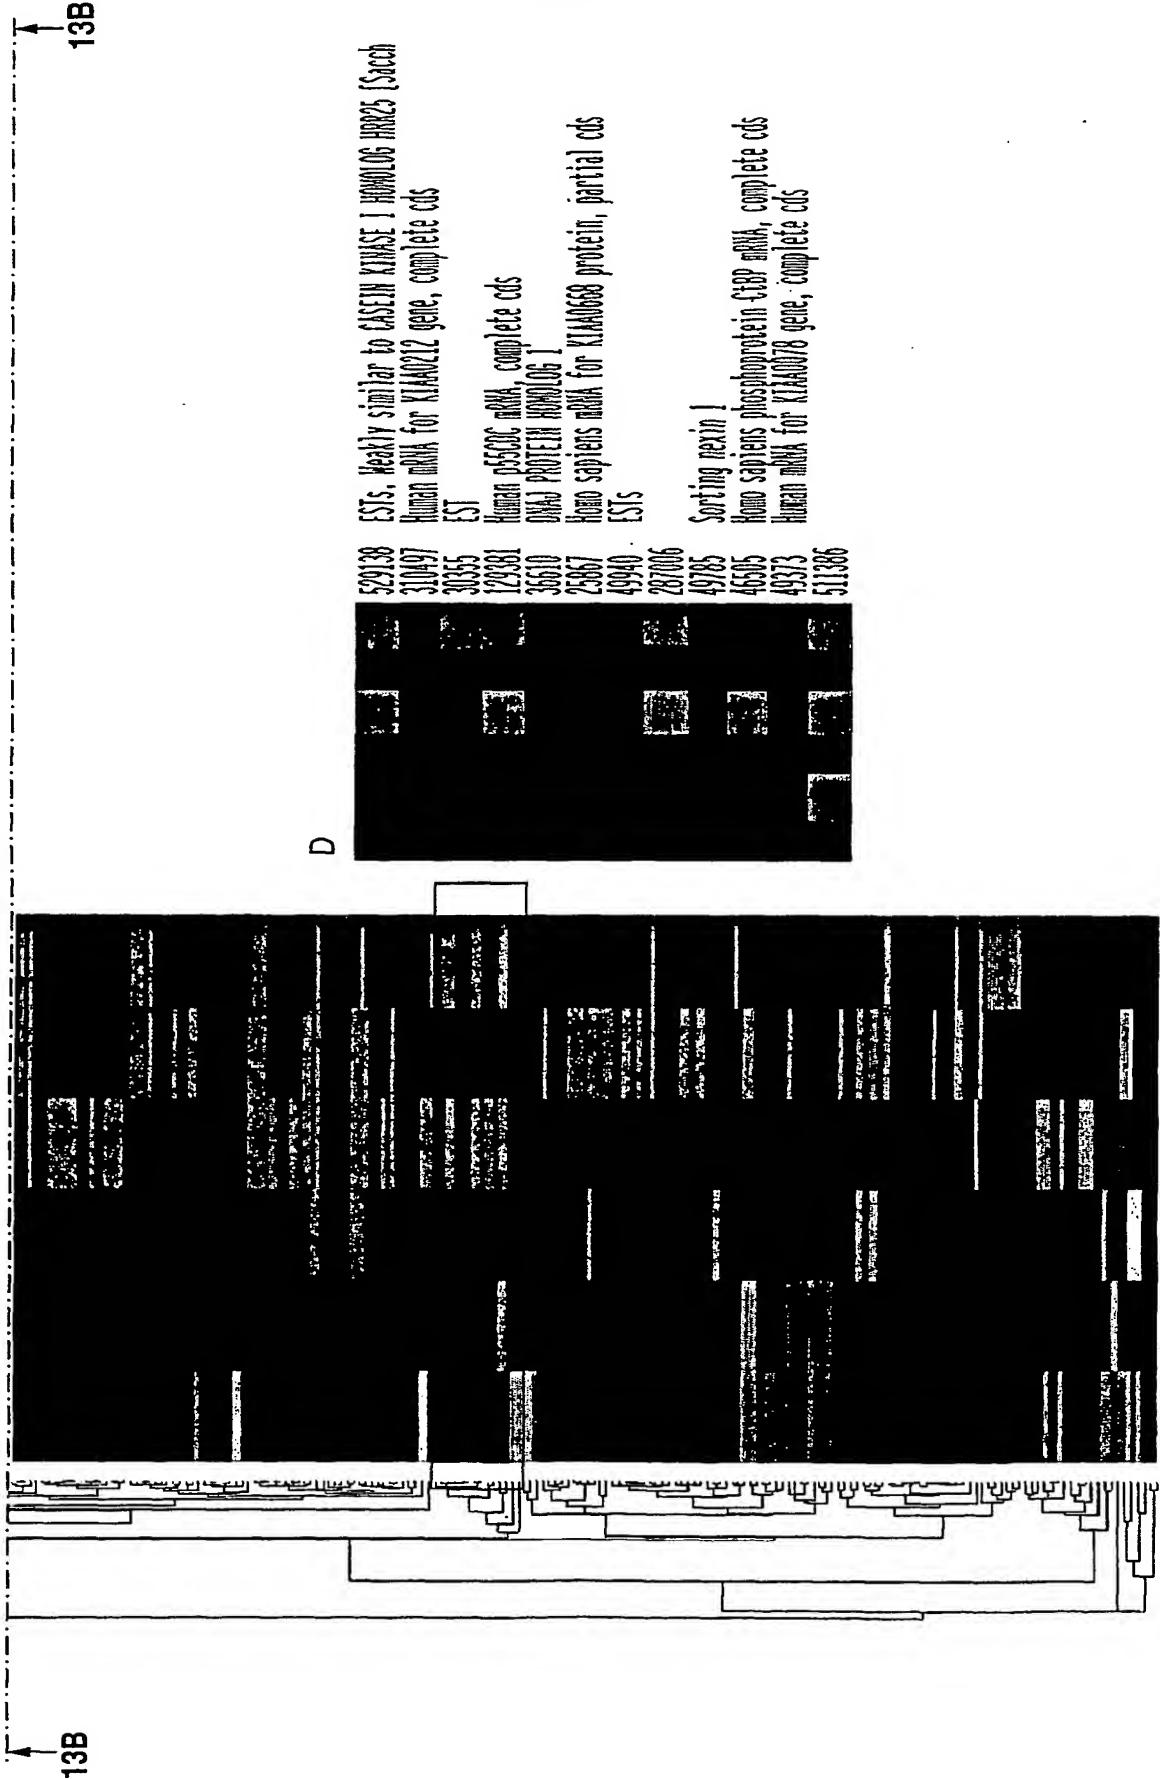 13B
13B
D
529138 ESTs, Weakly similar to CASEIN KINASE I HOMOLOG HRR25 [Sacch
310497 Human mRNA for KIAA0212 gene, complete cds
30355 EST
129381 Human p55CDC mRNA, complete cds
36610 DNAJ PROTEIN HOMOLOG 1
25867 Homo sapiens mRNA for KIAA0668 protein, partial cds
49940 ESTs
287006
49785 Sorting nexin 1
46505 Homo sapiens phosphoprotein CtBP mRNA, complete cds
49373 Human mRNA for KIAA0078 gene, complete cds
511386